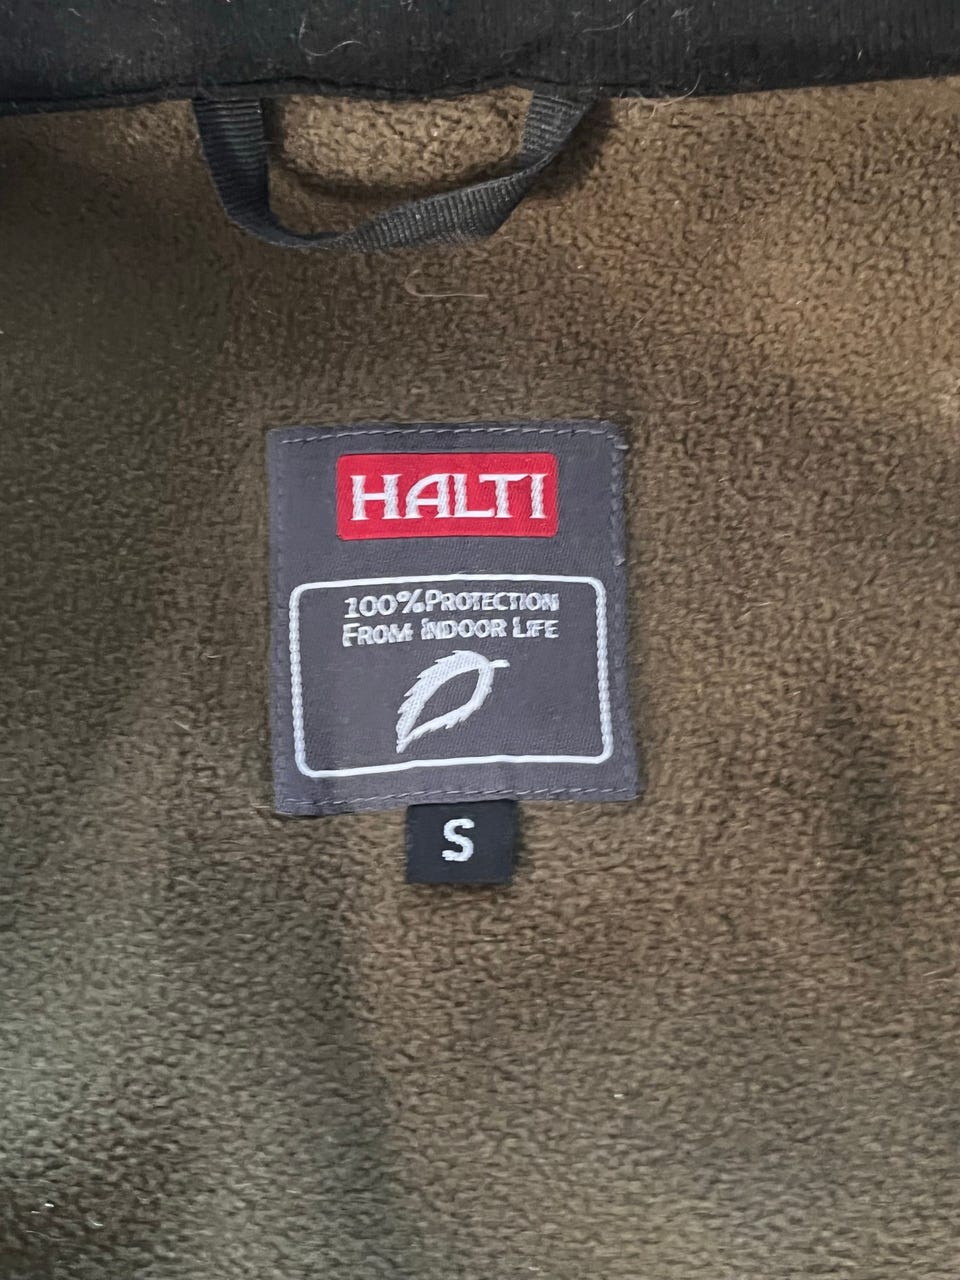 HALTI
100% PROTECTION
FROM INDOOR LIFE
S